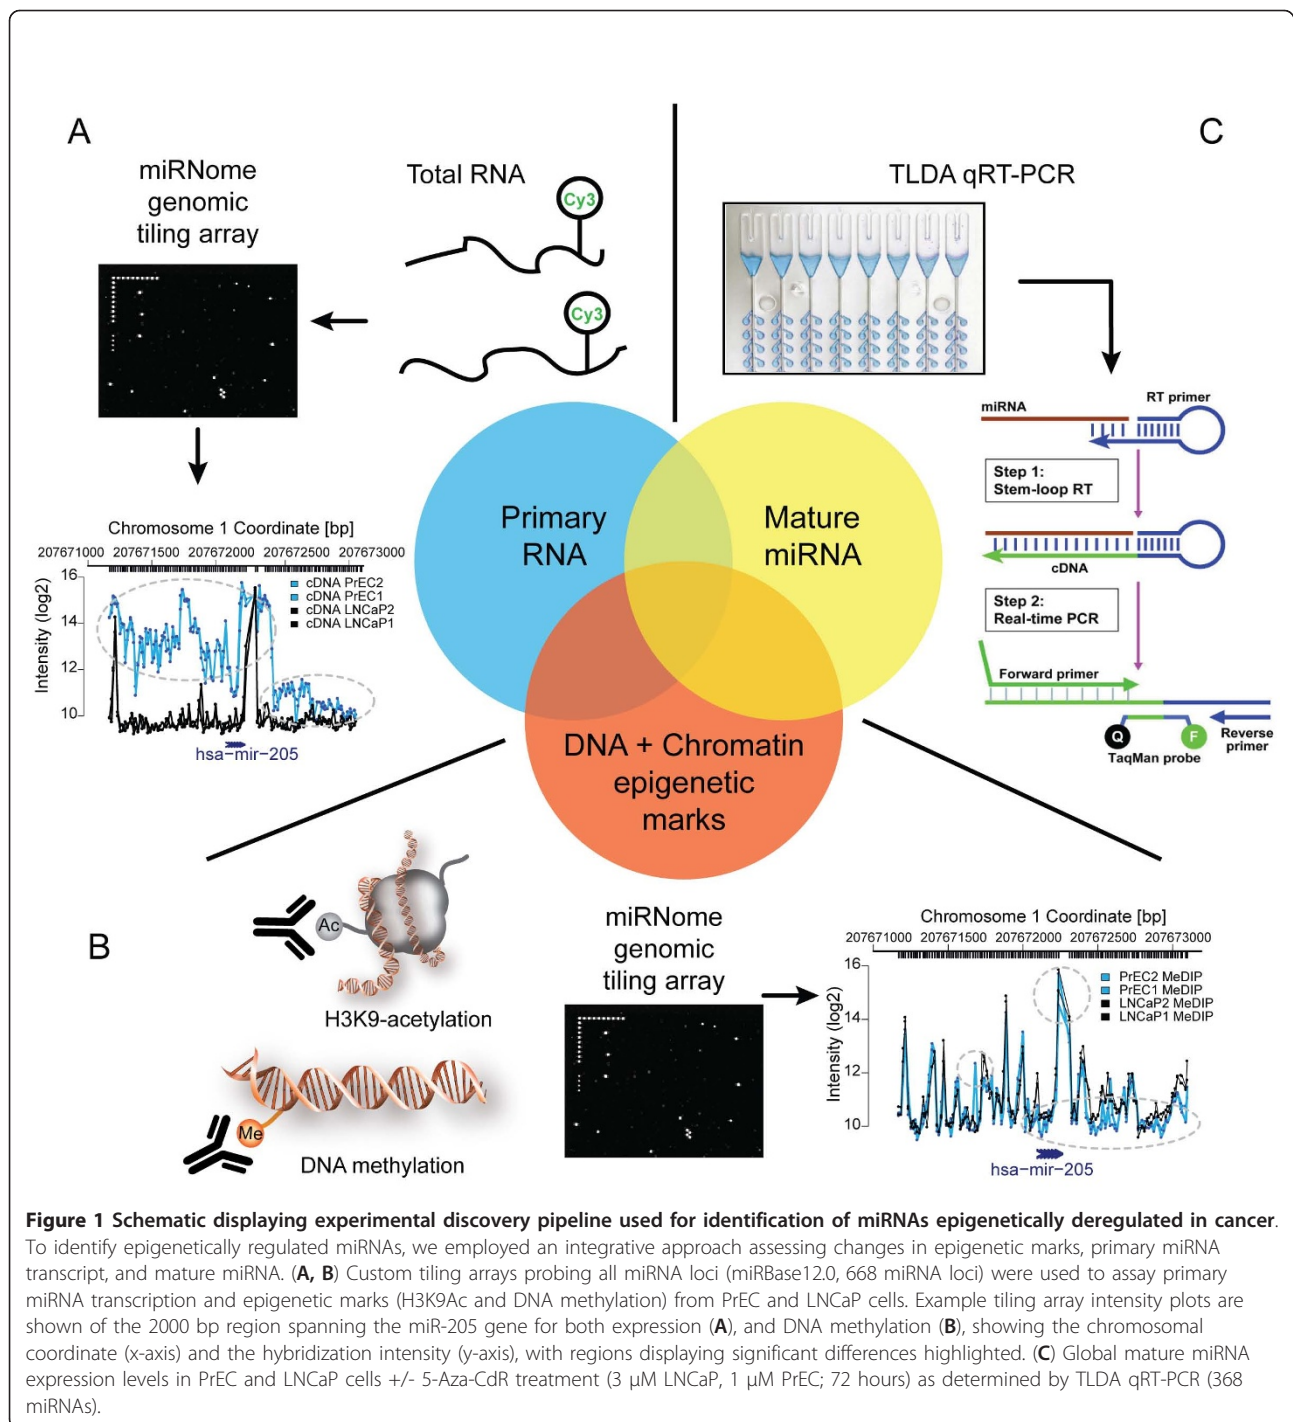 A
miRNome
genomic
tiling array
Total RNA
Cy3
Cy3
Chromosome 1 Coordinate [bp]
207671000 207671500 207672000 207672500 207673000
Intensity (log2)
16
14
12
10
cDNA PrEC2
cDNA PrEC1
cDNA LNCaP2
cDNA LNCaP1
hsa-mir-205
C
TLDA qRT-PCR
miRNA
RT primer
Step 1:
Stem-loop RT
cDNA
Step 2:
Real-time PCR
Forward primer
Q
F
TaqMan probe
Reverse
primer
Primary
RNA
Mature
miRNA
DNA + Chromatin
epigenetic
marks
B
Ac
H3K9-acetylation
Me
DNA methylation
miRNome
genomic
tiling array
Chromosome 1 Coordinate [bp]
207671000 207671500 207672000 207672500 207673000
Intensity (log2)
16
14
12
10
PrEC2 MeDIP
PrEC1 MeDIP
LNCaP2 MeDIP
LNCaP1 MeDIP
hsa-mir-205
Figure 1 Schematic displaying experimental discovery pipeline used for identification of miRNAs epigenetically deregulated in cancer.
To identify epigenetically regulated miRNAs, we employed an integrative approach assessing changes in epigenetic marks, primary miRNA
transcript, and mature miRNA. (A, B) Custom tiling arrays probing all miRNA loci (miRBase12.0, 668 miRNA loci) were used to assay primary
miRNA transcription and epigenetic marks (H3K9Ac and DNA methylation) from PrEC and LNCaP cells. Example tiling array intensity plots are
shown of the 2000 bp region spanning the miR-205 gene for both expression (A), and DNA methylation (B), showing the chromosomal
coordinate (x-axis) and the hybridization intensity (y-axis), with regions displaying significant differences highlighted. (C) Global mature miRNA
expression levels in PrEC and LNCaP cells +/- 5-Aza-CdR treatment (3 μM LNCaP, 1 μM PrEC; 72 hours) as determined by TLDA qRT-PCR (368
miRNAs).